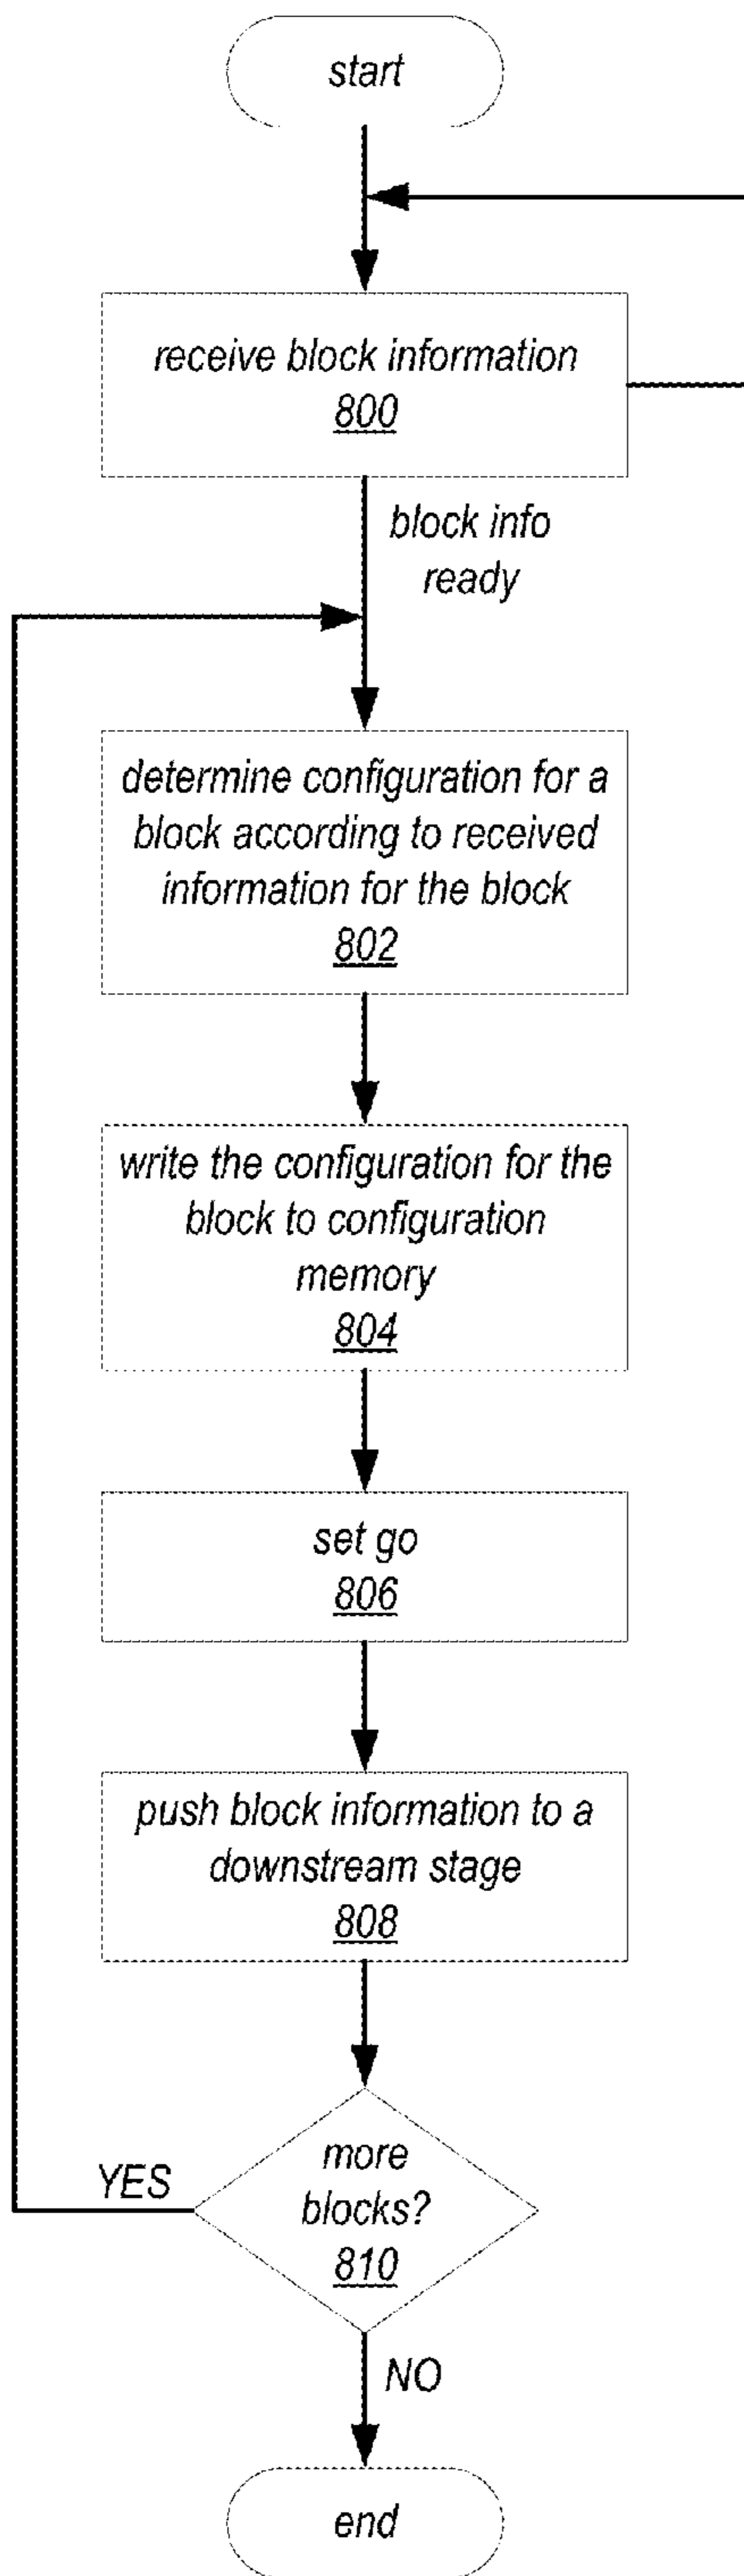 start
receive block information
800
block info
ready
determine configuration for a
block according to received
information for the block
802
write the configuration for the
block to configuration
memory
804
set go
806
push block information to a
downstream stage
808
more
blocks?
810
YES
NO
end